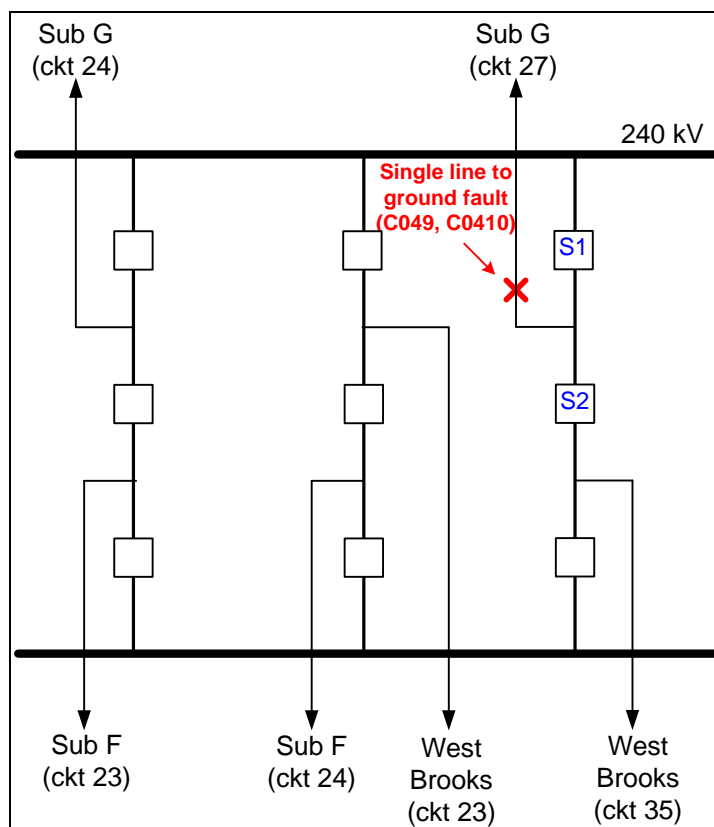 Sub G
(ckt 24)
Sub G
(ckt 27)
240 kV
Single line to
ground fault
(C049, C0410)
S1
S2
Sub F
(ckt 23)
Sub F
(ckt 24)
West
Brooks
(ckt 23)
West
Brooks
(ckt 35)